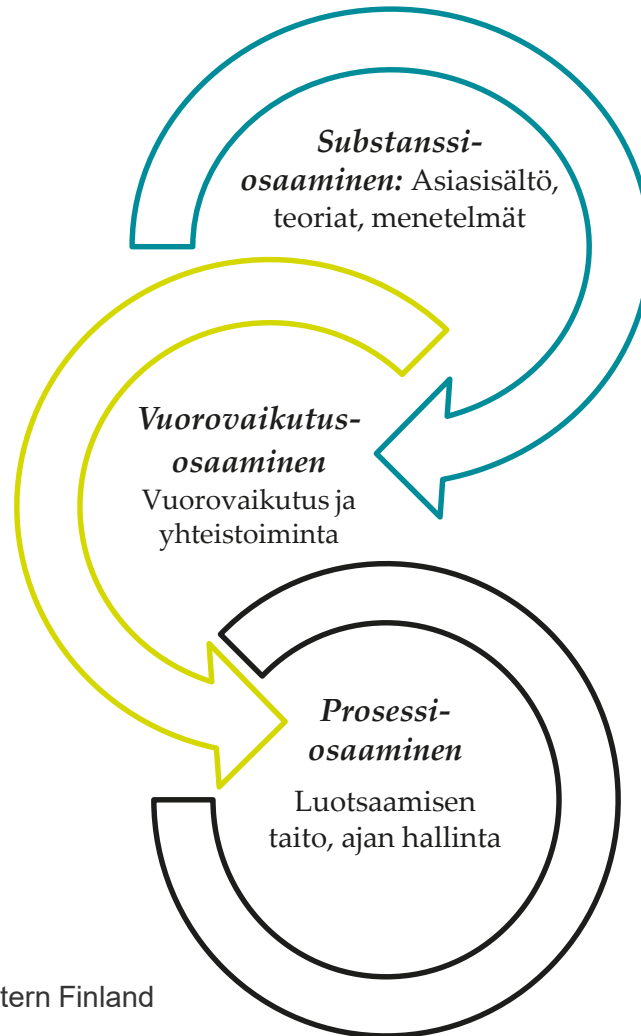 Substanssi-
osaaminen: Asiasisältö,
teoriat, menetelmät
Vuorovaikutus-
osaaminen
Vuorovaikutus ja
yhteistoiminta
Prosessi-
osaaminen
Luotsaamisen
taito, ajan hallinta
tern Finland